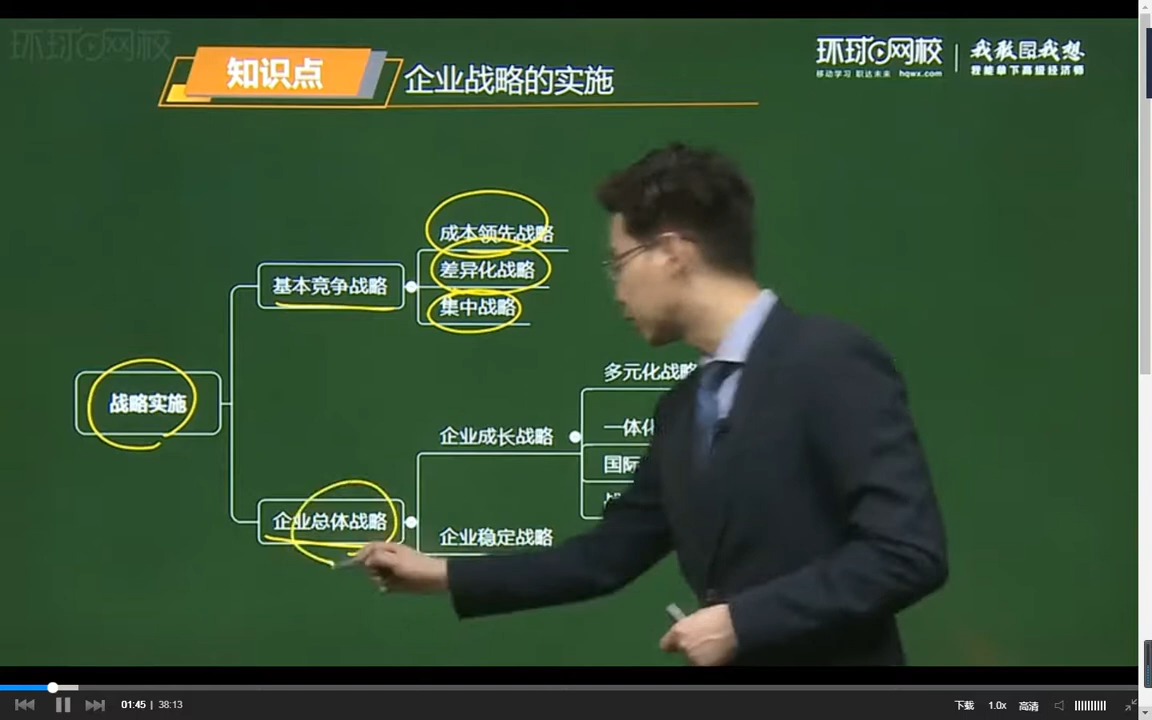 环球网校
知识点
企业战略的实施
环球网校
移动学习 职达未来 hqwx.com
我敢因我想
我能拿下高级经济师
成本领先战略
差异化战略
集中战略
基本竞争战略
战略实施
多元化战略
一体化
国际
企业成长战略
企业总体战略
企业稳定战略
01:45 | 38:13
下载 1.0x 高清